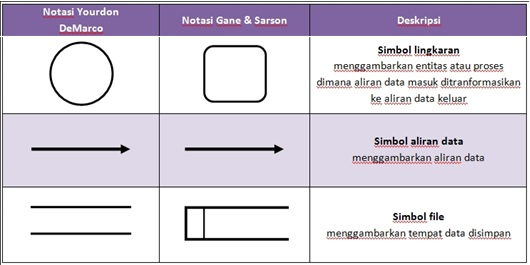 Notasi Yourdon
DeMarco
Notasi Gane & Sarson
Deskripsi
Simbol lingkaran
menggambarkan entitas atau proses
dimana aliran data masuk ditranformasikan
ke aliran data keluar
Simbol aliran data
menggambarkan aliran data
Simbol file
menggambarkan tempat data disimpan